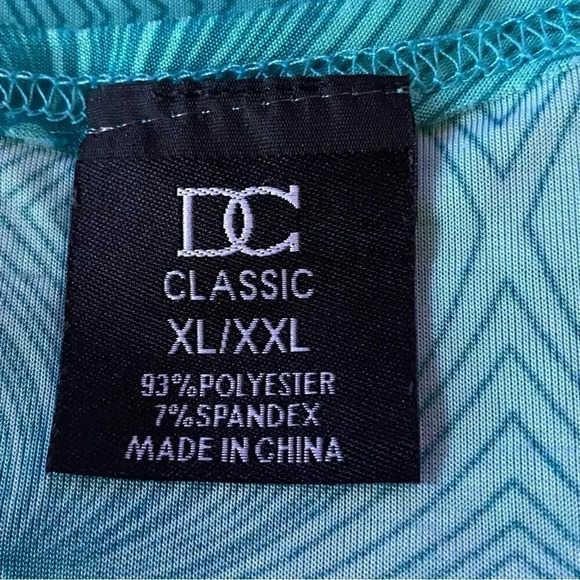 DC
CLASSIC
XL/XXL
93%POLYESTER
7%SPANDEX
MADE IN CHINA